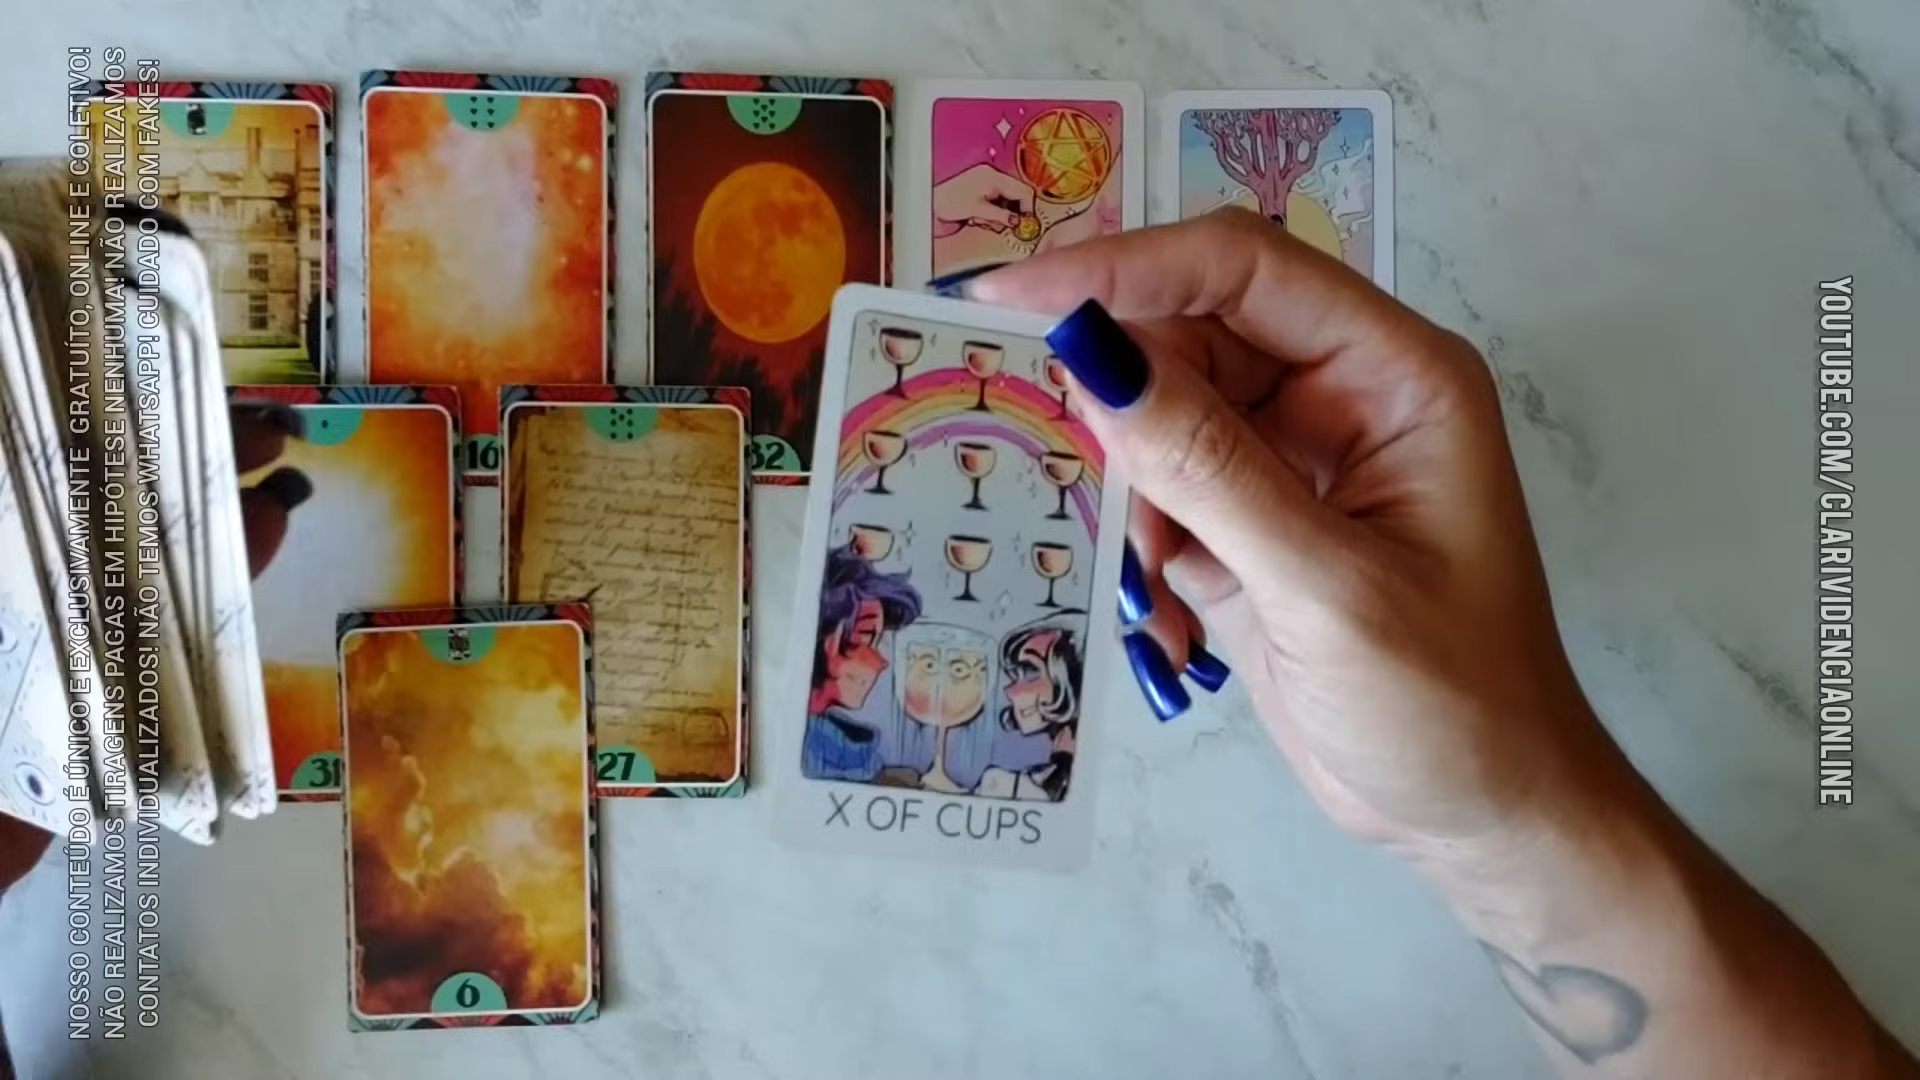 NOSSO CONTEÚDO É ÚNICO E EXCLUSIVAMENTE GRATUÍTO, ONLINE E COLETIVO!
NÃO REALIZAMOS TIRAGENS PAGAS EM HIPÓTESE NENHUMA! NÃO REALIZAMOS
CONTATOS INDIVIDUALIZADOS! NÃO TEMOS WHATSAPP! CUIDADO COM FAKES!
16
32
31
27
6
X OF CUPS
YOUTUBE.COM/CLARIVIDENCIAONLINE